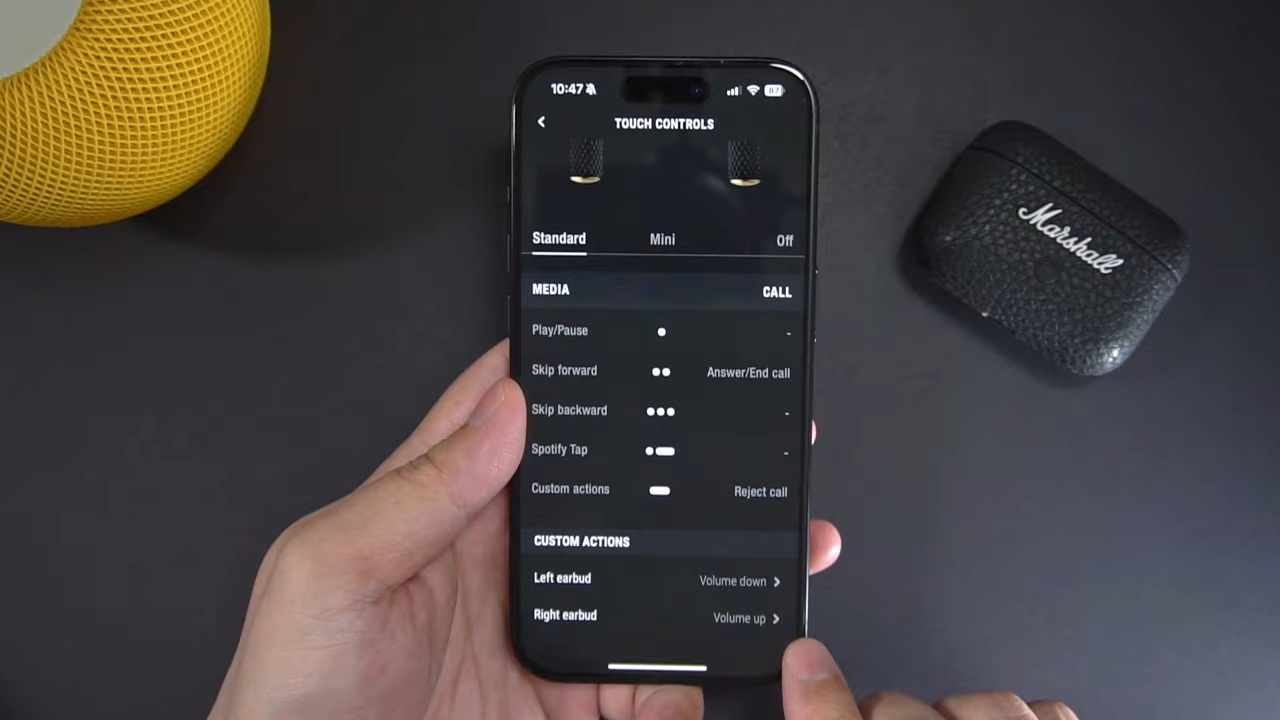 10:47
87
TOUCH CONTROLS
Standard Mini Off
MEDIA CALL
Play/Pause -
Skip forward Answer/End call
Skip backward -
Spotify Tap -
Custom actions Reject call
CUSTOM ACTIONS
Left earbud Volume down
Right earbud Volume up
Marshall